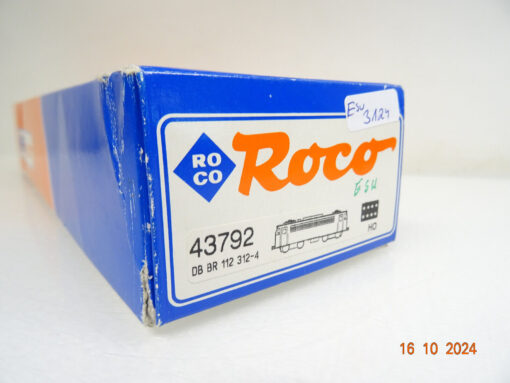 ESU
3124
RO
CO
Roco
ESU
43792
DB BR 112 312-4
HO
16 10 2024